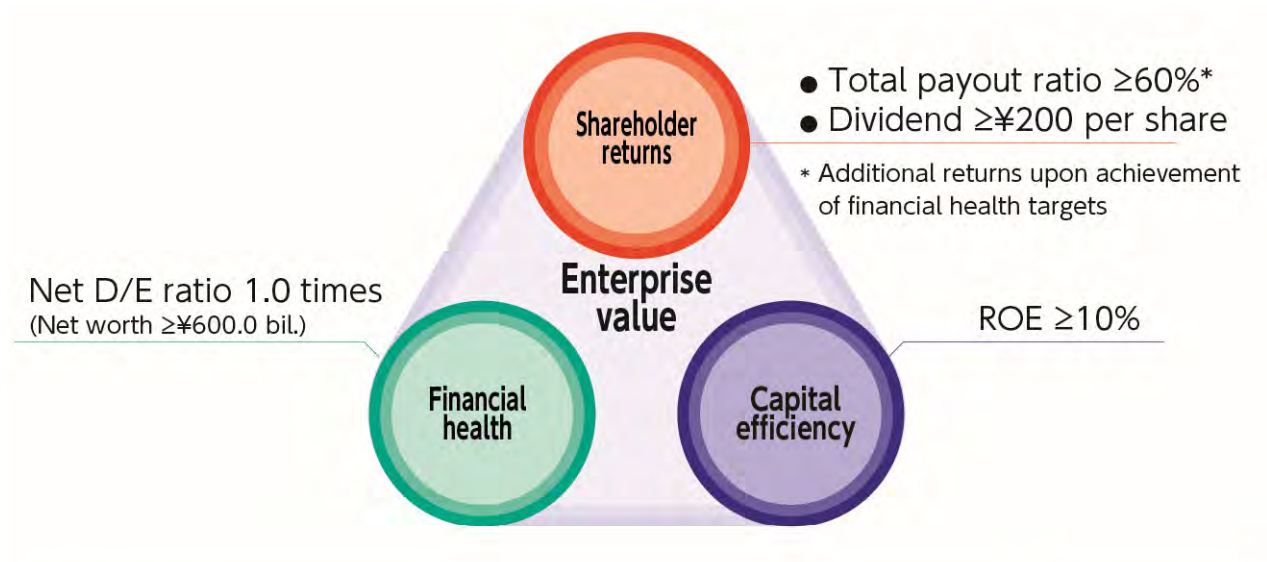 Shareholder
returns
● Total payout ratio ≥60%*
● Dividend ≥¥200 per share
* Additional returns upon achievement
of financial health targets
Enterprise
value
Net D/E ratio 1.0 times
(Net worth ≥¥600.0 bil.)
Financial
health
ROE ≥10%
Capital
efficiency